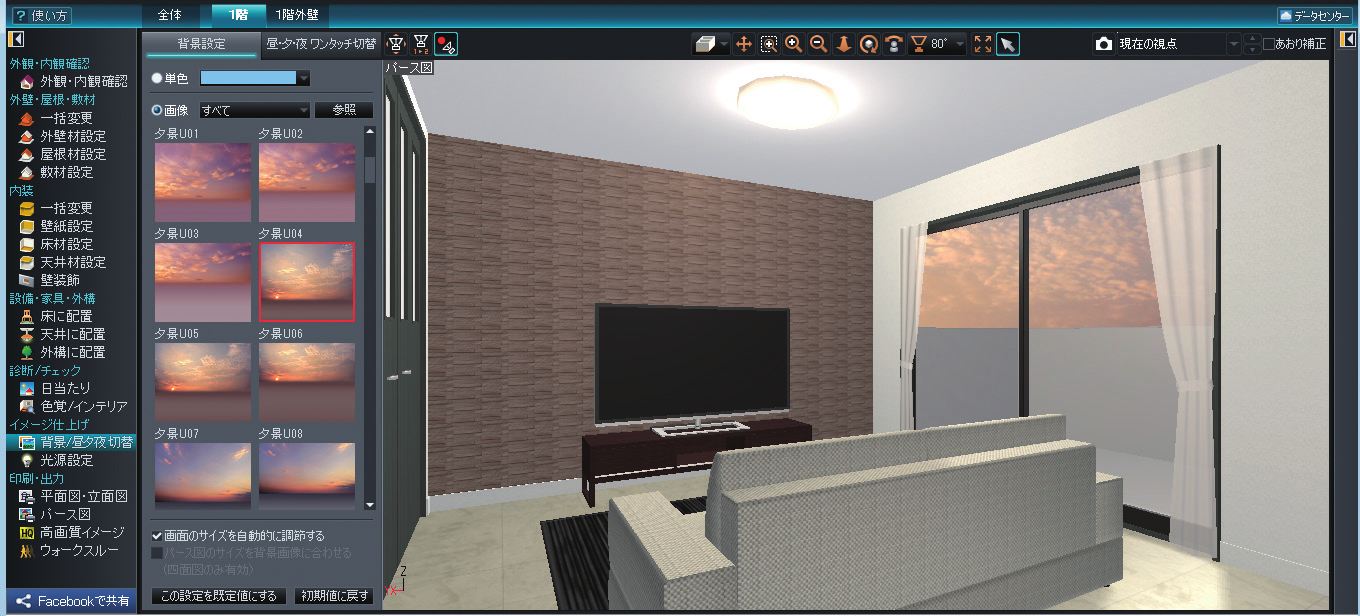 ? 使い方
全体
1階
1階外壁
データセンター
背景設定
昼・夕・夜 ワンタッチ切替
1▸2
80°
現在の視点
あおり補正
パース図
外観・内観確認
外観・内観確認
外壁・屋根・敷材
一括変更
外壁材設定
屋根材設定
敷材設定
内装
一括変更
壁紙設定
床材設定
天井材設定
壁装飾
設備・家具・外構
床に配置
天井に配置
外構に配置
診断/チェック
日当たり
色覚/インテリア
イメージ仕上げ
背景/昼夕夜切替
光源設定
印刷・出力
平面図・立面図
パース図
HQ 高画質イメージ
ウォークスルー
Facebookで共有
単色
画像
すべて
参照
夕景U01
夕景U02
夕景U03
夕景U04
夕景U05
夕景U06
夕景U07
夕景U08
画面のサイズを自動的に調節する
パース図のサイズを背景画像に合わせる
(四面図のみ有効)
この設定を既定値にする
初期値に戻す
Z
X